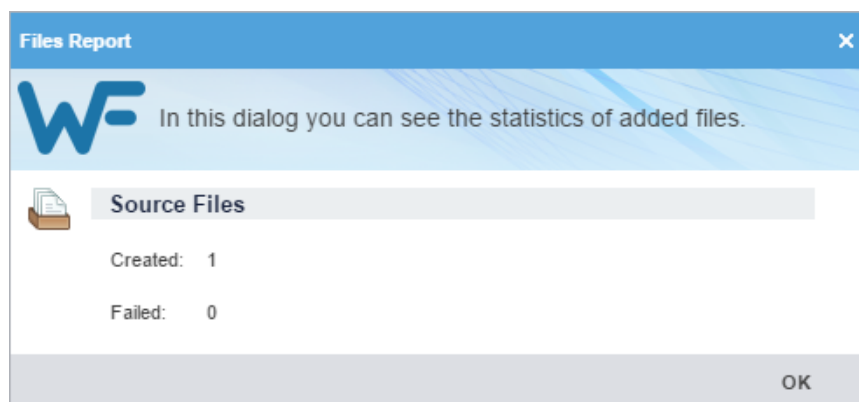 Files Report
WF In this dialog you can see the statistics of added files.
Source Files
Created: 1
Failed: 0
OK